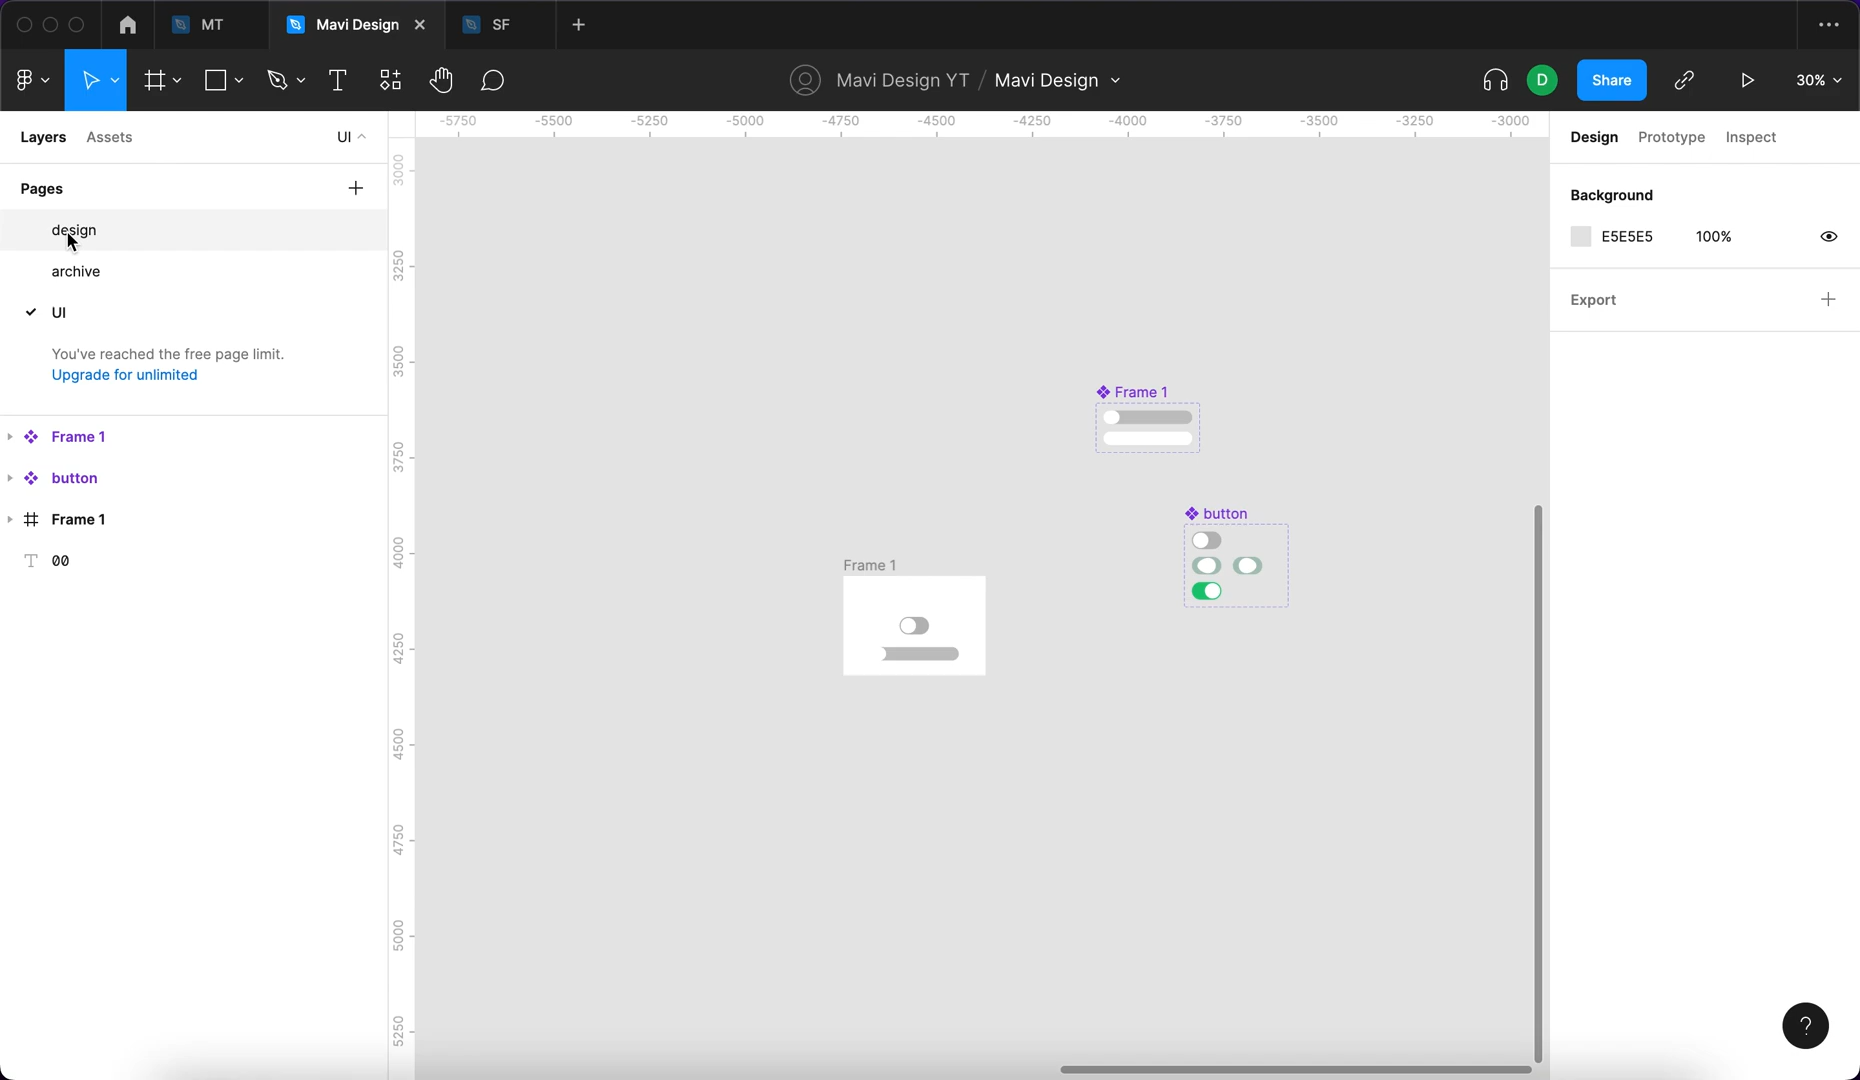 MT
Mavi Design
SF
Mavi Design YT / Mavi Design
D
Share
30%
Layers
Assets
UI
Pages
design
archive
UI
You've reached the free page limit.
Upgrade for unlimited
Frame 1
button
Frame 1
T 00
-5750 -5500 -5250 -5000 -4750 -4500 -4250 -4000 -3750 -3500 -3250 -3000
3000
3250
3500
3750
4000
4250
4500
4750
5000
5250
Frame 1
button
Frame 1
Design
Prototype
Inspect
Background
E5E5E5 100%
Export
?